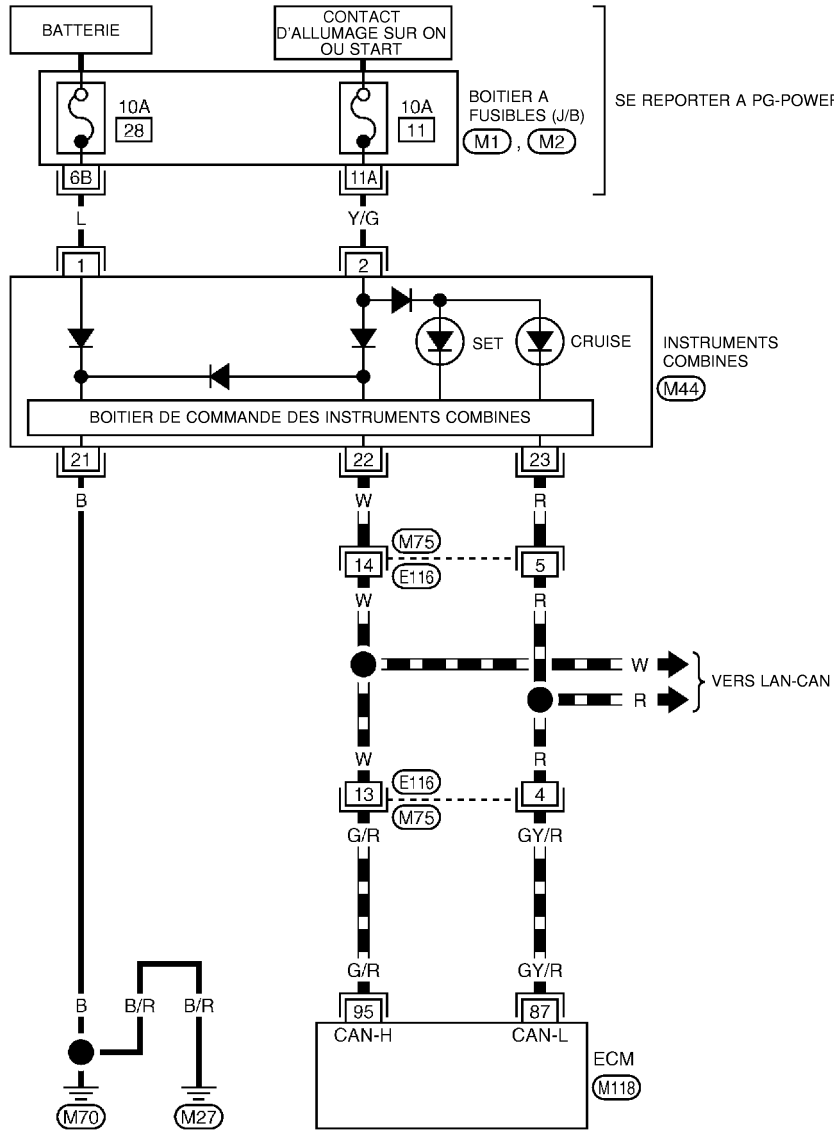 BATTERIE
CONTACT
D'ALLUMAGE SUR ON
OU START
10A
28
10A
11
BOITIER A
FUSIBLES (J/B)
M1 , M2
SE REPORTER A PG-POWER
6B
11A
L
Y/G
1
2
SET
CRUISE
INSTRUMENTS
COMBINES
M44
BOITIER DE COMMANDE DES INSTRUMENTS COMBINES
21
22
23
B
W
R
M75
14
5
E116
W
R
W
R
VERS LAN-CAN
W
R
E116
13
4
M75
G/R
GY/R
G/R
GY/R
B
B/R
B/R
95
87
CAN-H
CAN-L
ECM
M118
M70
M27